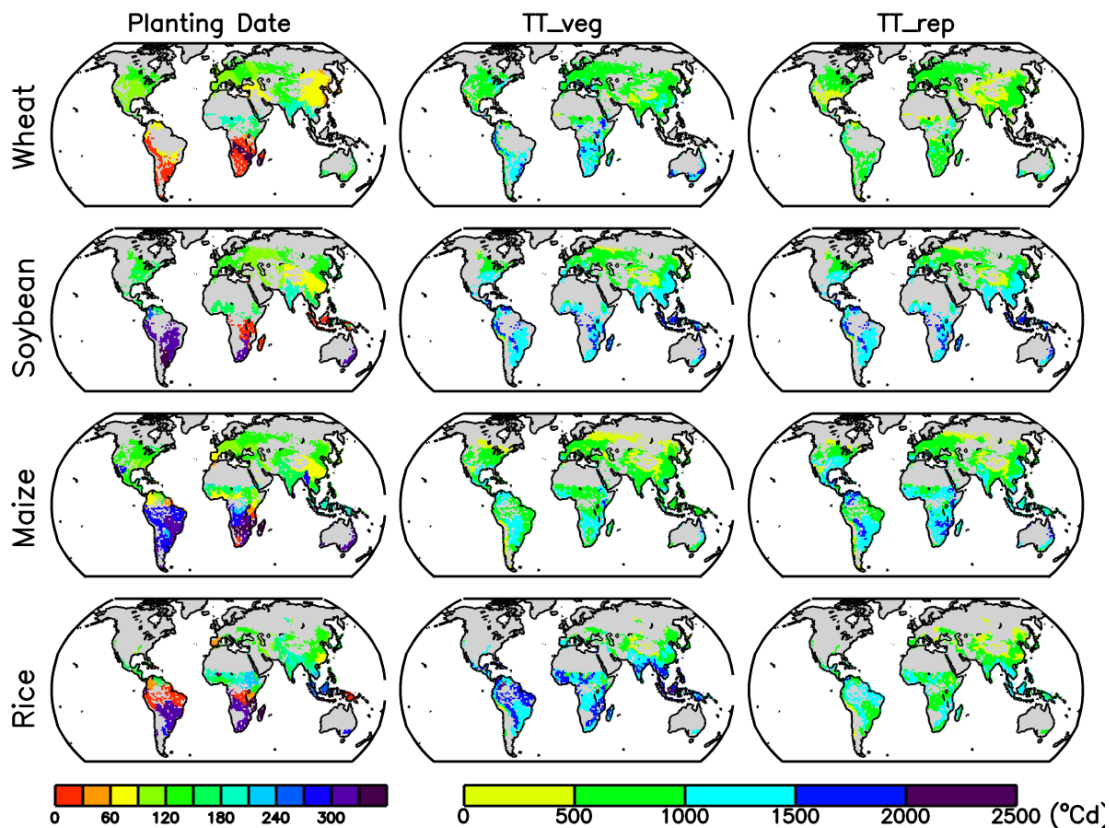 Planting Date TT_veg TT_rep
Wheat
Soybean
Maize
Rice
0 60 120 180 240 300
0 500 1000 1500 2000 2500 (°Cd)